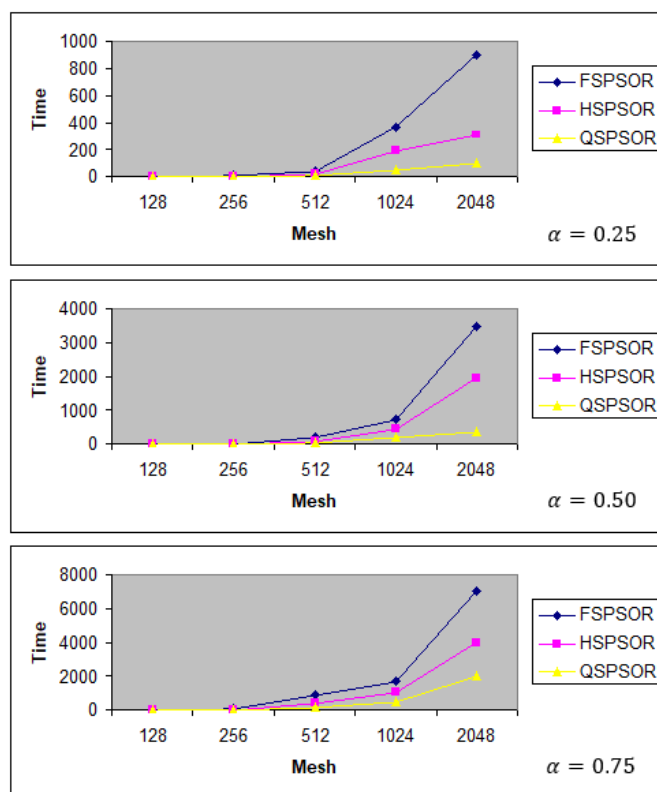 1000
800
600
400
200
0
Time
128 256 512 1024 2048
Mesh
FSPSOR
HSPSOR
QSPSOR
α = 0.25
4000
3000
2000
1000
0
Time
128 256 512 1024 2048
Mesh
FSPSOR
HSPSOR
QSPSOR
α = 0.50
8000
6000
4000
2000
0
Time
128 256 512 1024 2048
Mesh
FSPSOR
HSPSOR
QSPSOR
α = 0.75